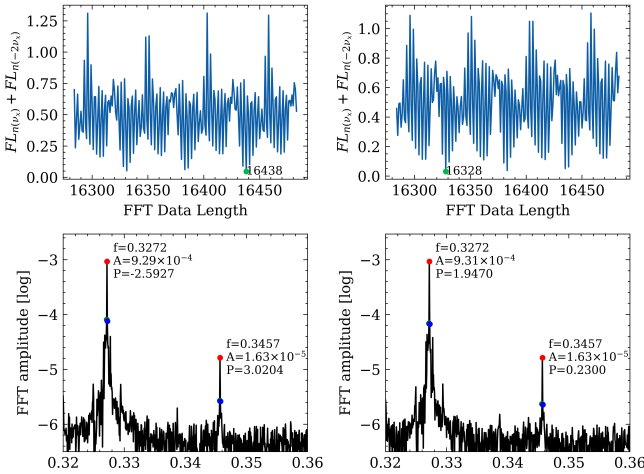 1.25
1.00
0.75
0.50
0.25
0.00
FL_{n(ν_x)} + FL_{n(−2ν_x)}
16438
16300 16350 16400 16450
FFT Data Length
1.0
0.8
0.6
0.4
0.2
0.0
FL_{n(ν_x)} + FL_{n(−2ν_x)}
16328
16300 16350 16400 16450
FFT Data Length
−3
−4
−5
−6
FFT amplitude [log]
f=0.3272
A=9.29×10⁻⁴
P=-2.5927
f=0.3457
A=1.63×10⁻⁵
P=3.0204
0.32 0.33 0.34 0.35 0.36
−3
−4
−5
−6
FFT amplitude [log]
f=0.3272
A=9.31×10⁻⁴
P=1.9470
f=0.3457
A=1.63×10⁻⁵
P=0.2300
0.32 0.33 0.34 0.35 0.36